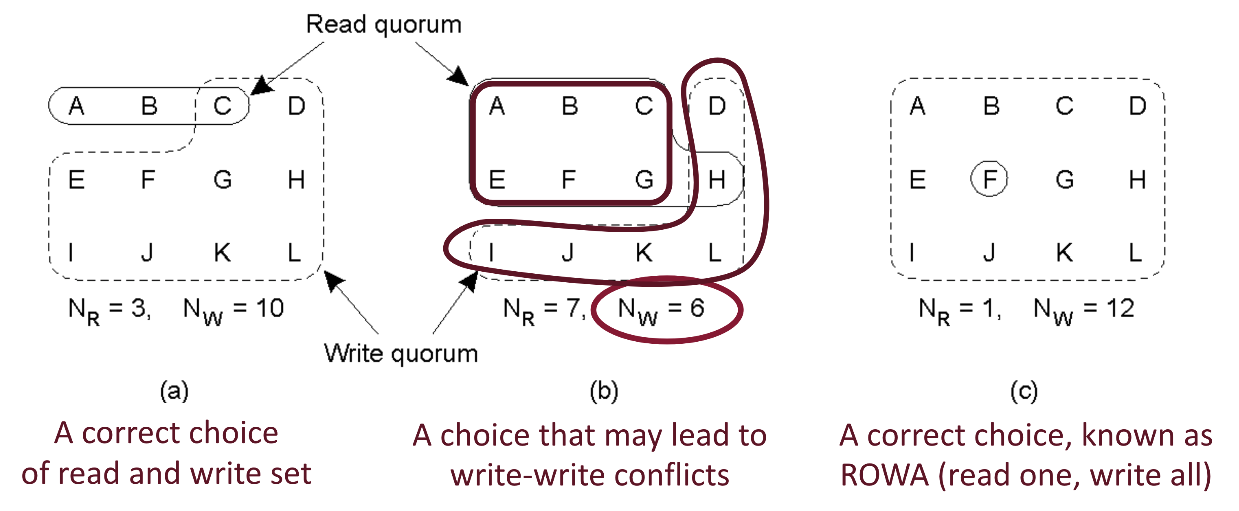 Read quorum
A B C D
E F G H
I J K L
N_R = 3, N_W = 10
A B C D
E F G H
I J K L
N_R = 7, N_W = 6
A B C D
E F G H
I J K L
N_R = 1, N_W = 12
Write quorum
(a)
(b)
(c)
A correct choice
of read and write set
A choice that may lead to
write-write conflicts
A correct choice, known as
ROWA (read one, write all)